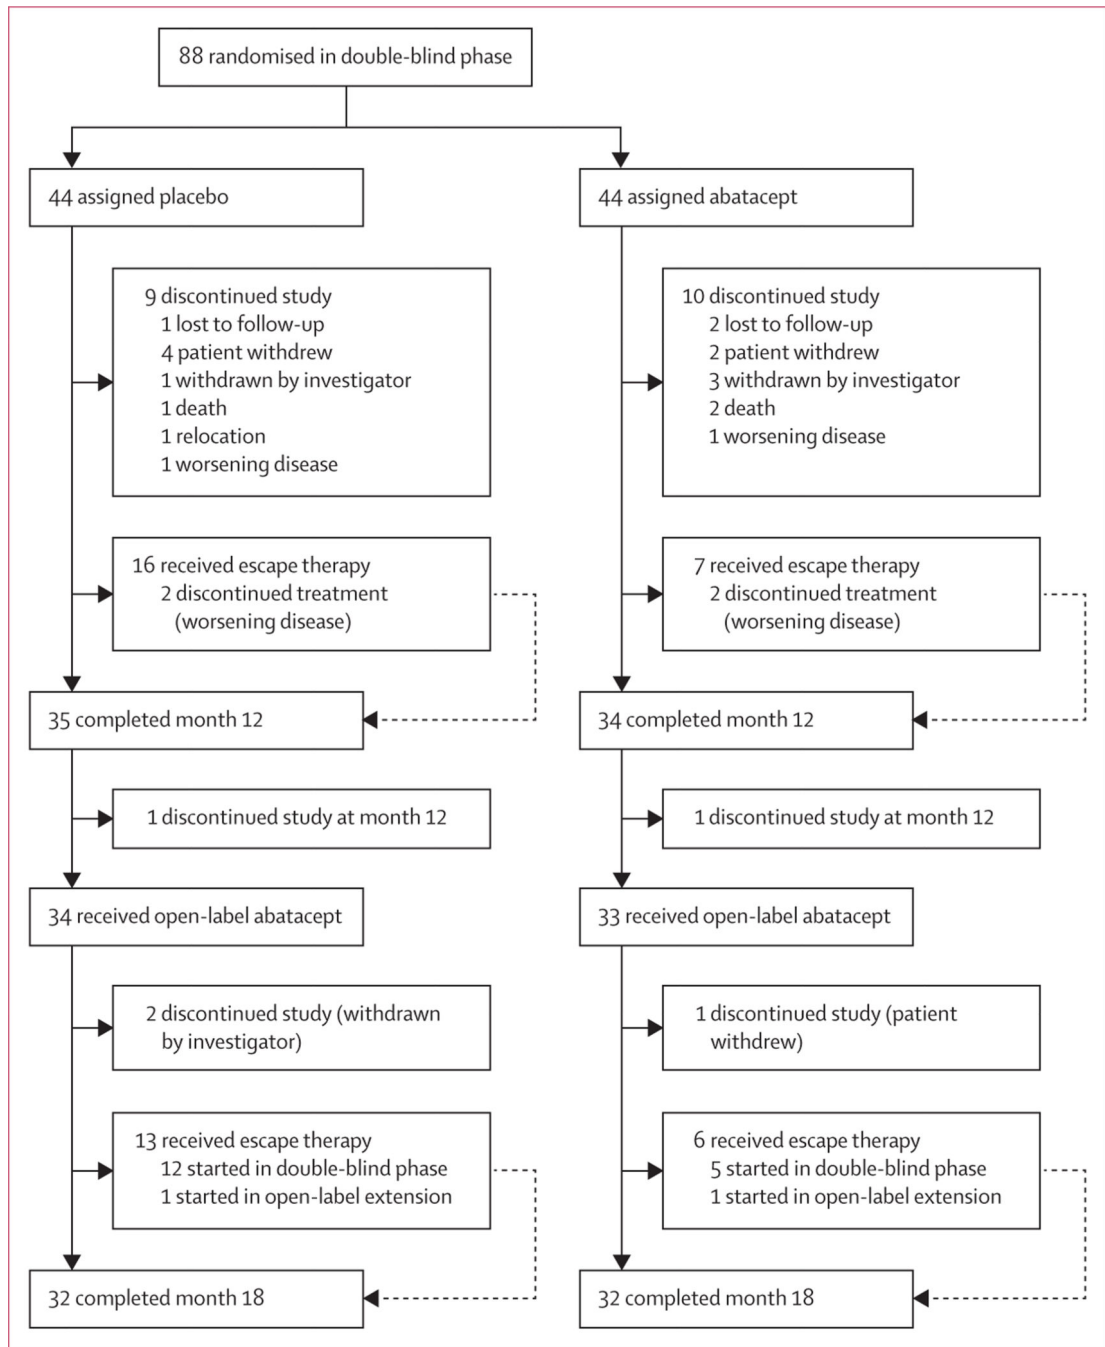 88 randomised in double-blind phase
44 assigned placebo
9 discontinued study
1 lost to follow-up
4 patient withdrew
1 withdrawn by investigator
1 death
1 relocation
1 worsening disease
16 received escape therapy
2 discontinued treatment
(worsening disease)
35 completed month 12
1 discontinued study at month 12
34 received open-label abatacept
2 discontinued study (withdrawn
by investigator)
13 received escape therapy
12 started in double-blind phase
1 started in open-label extension
32 completed month 18
44 assigned abatacept
10 discontinued study
2 lost to follow-up
2 patient withdrew
3 withdrawn by investigator
2 death
1 worsening disease
7 received escape therapy
2 discontinued treatment
(worsening disease)
34 completed month 12
1 discontinued study at month 12
33 received open-label abatacept
1 discontinued study (patient
withdrew)
6 received escape therapy
5 started in double-blind phase
1 started in open-label extension
32 completed month 18